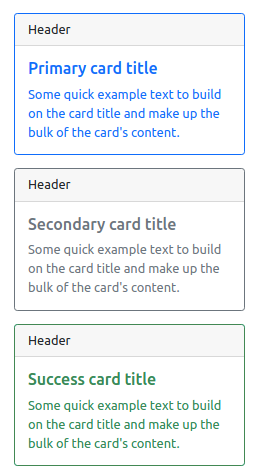 Header
Primary card title
Some quick example text to build
on the card title and make up the
bulk of the card's content.
Header
Secondary card title
Some quick example text to build
on the card title and make up the
bulk of the card's content.
Header
Success card title
Some quick example text to build
on the card title and make up the
bulk of the card's content.